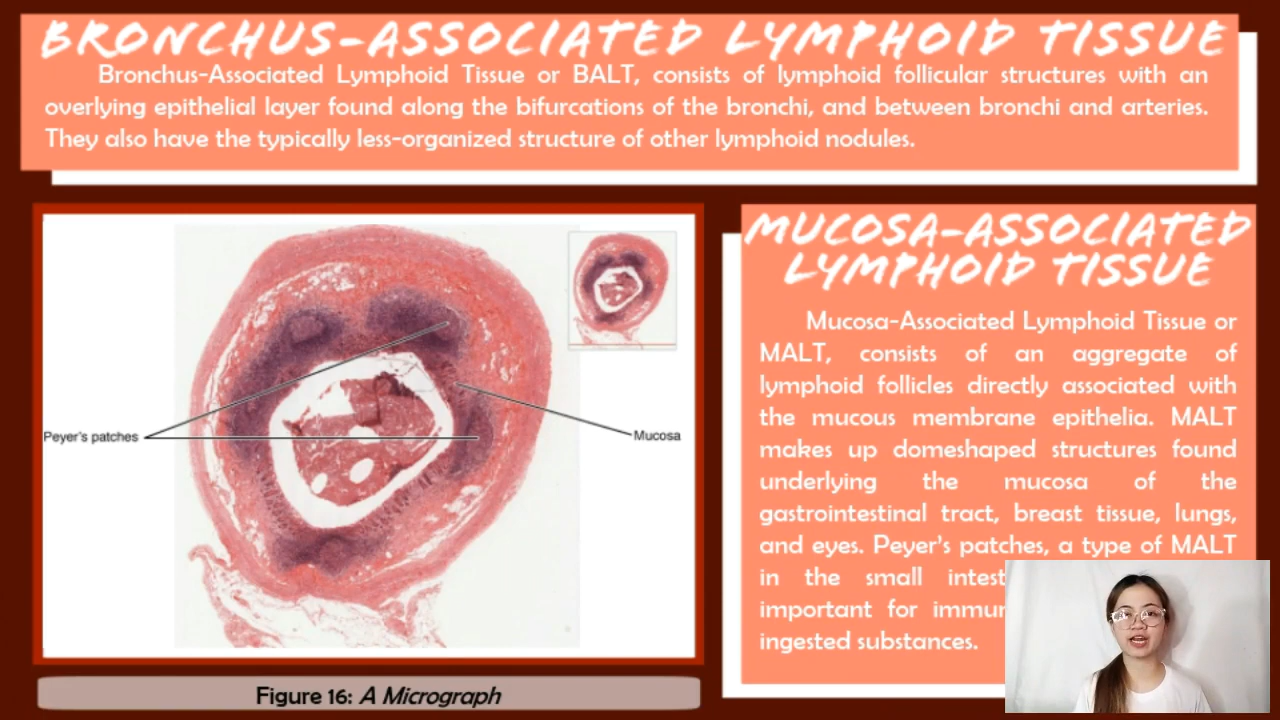 BRONCHUS-ASSOCIATED LYMPHOID TISSUE
Bronchus-Associated Lymphoid Tissue or BALT, consists of lymphoid follicular structures with an
overlying epithelial layer found along the bifurcations of the bronchi, and between bronchi and arteries.
They also have the typically less-organized structure of other lymphoid nodules.
Peyer's patches
Mucosa
Figure 16: A Micrograph
MUCOSA-ASSOCIATED
LYMPHOID TISSUE
Mucosa-Associated Lymphoid Tissue or
MALT, consists of an aggregate of
lymphoid follicles directly associated with
the mucous membrane epithelia. MALT
makes up domeshaped structures found
underlying the mucosa of the
gastrointestinal tract, breast tissue, lungs,
and eyes. Peyer's patches, a type of MALT
in the small
important for
ingested substances.